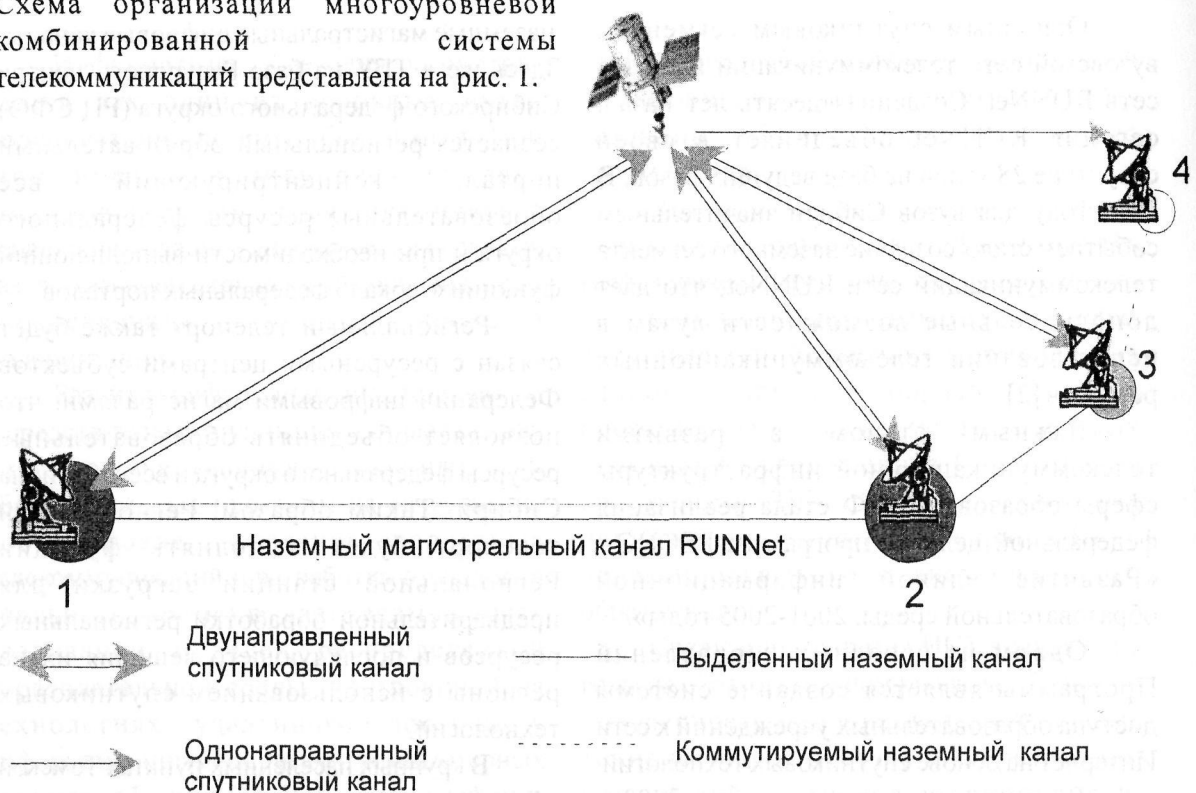 Схема организации многоуровневой
комбинированной системы
телекоммуникаций представлена на рис. 1.
4
3
Наземный магистральный канал RUNNet
1
2
Двунаправленный
спутниковый канал
Выделенный наземный канал
Однонаправленный
спутниковый канал
Коммутируемый наземный канал